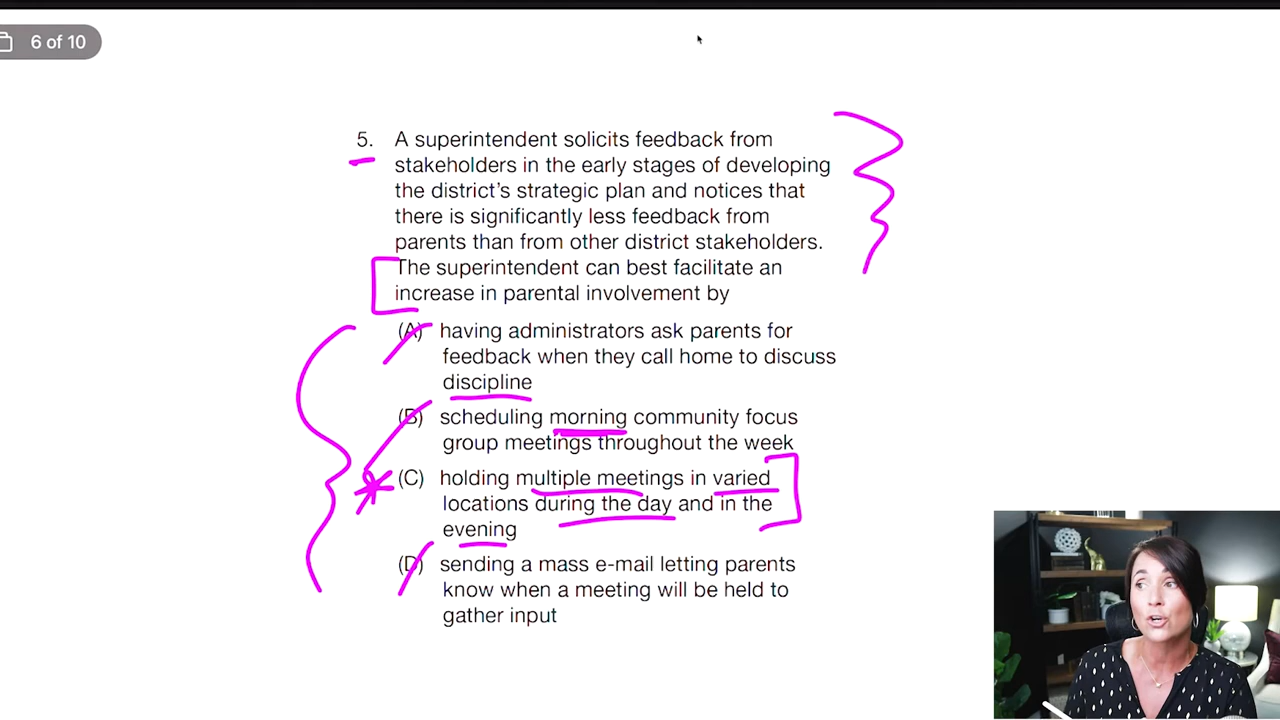 6 of 10
5. A superintendent solicits feedback from
stakeholders in the early stages of developing
the district's strategic plan and notices that
there is significantly less feedback from
parents than from other district stakeholders.
The superintendent can best facilitate an
increase in parental involvement by
(A) having administrators ask parents for
feedback when they call home to discuss
discipline
(B) scheduling morning community focus
group meetings throughout the week
(C) holding multiple meetings in varied
locations during the day and in the
evening
(D) sending a mass e-mail letting parents
know when a meeting will be held to
gather input